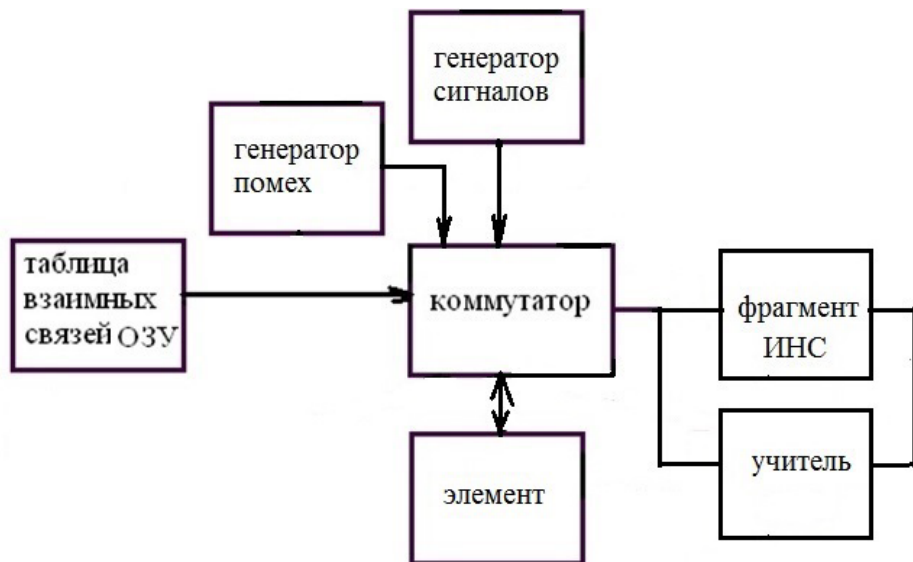 генератор
сигналов
генератор
помех
таблица
взаимных
связей ОЗУ
коммутатор
фрагмент
ИНС
учитель
элемент